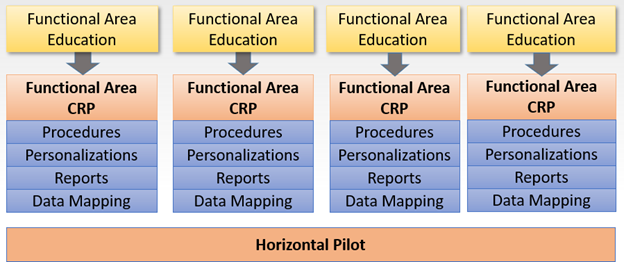 Functional Area
Education
Functional Area
Education
Functional Area
Education
Functional Area
Education
Functional Area
CRP
Procedures
Personalizations
Reports
Data Mapping
Functional Area
CRP
Procedures
Personalizations
Reports
Data Mapping
Functional Area
CRP
Procedures
Personalizations
Reports
Data Mapping
Functional Area
CRP
Procedures
Personalizations
Reports
Data Mapping
Horizontal Pilot